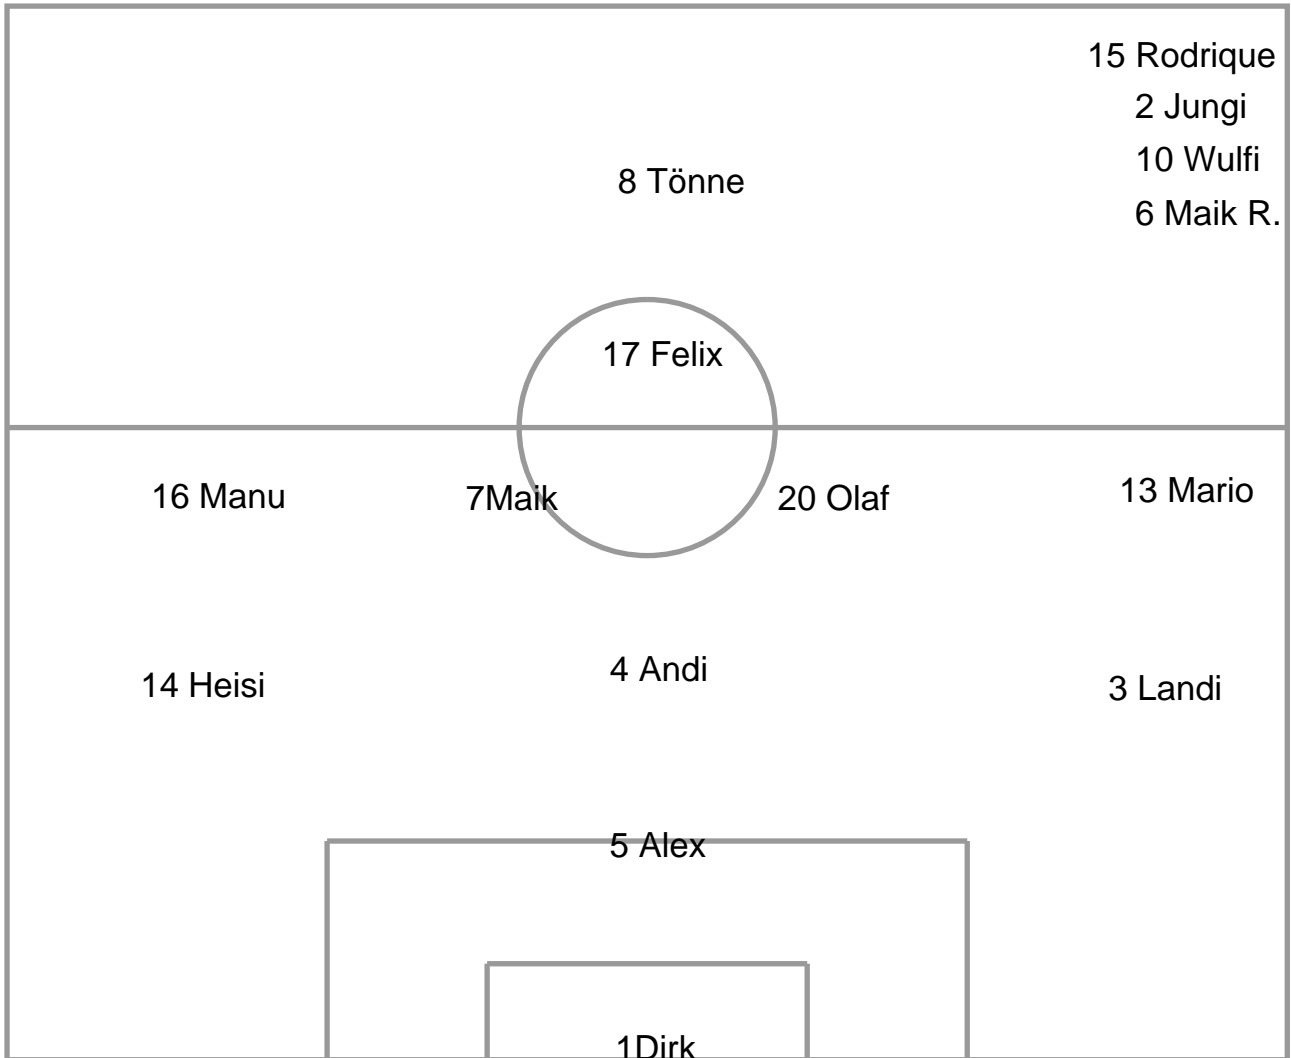 15 Rodrique
2 Jungi
10 Wulfi
8 Tönne
6 Maik R.
17 Felix
16 Manu
7Maik
20 Olaf
13 Mario
14 Heisi
4 Andi
3 Landi
5 Alex
1Dirk